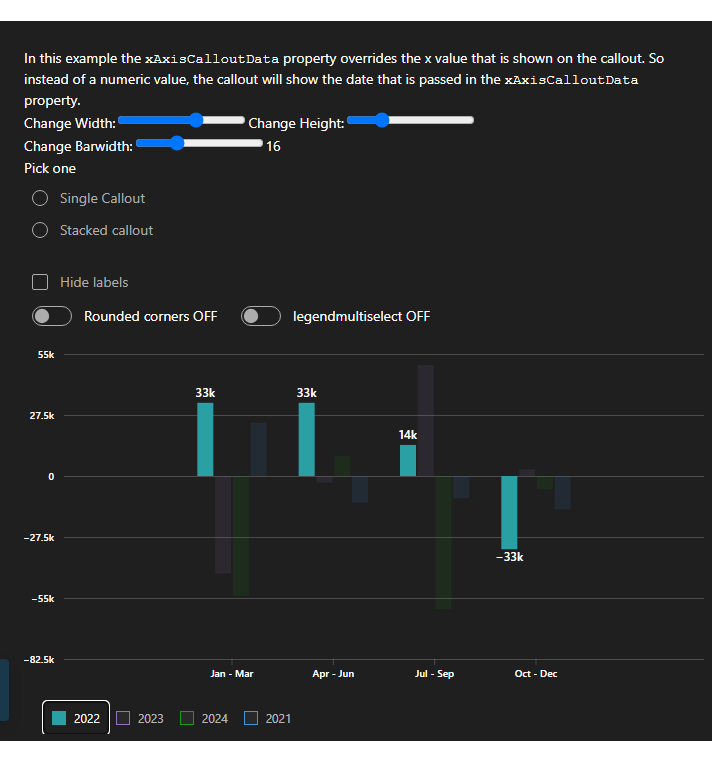 In this example the xAxisCalloutData property overrides the x value that is shown on the callout. So
instead of a numeric value, the callout will show the date that is passed in the xAxisCalloutData
property.
Change Width: Change Height:
Change Barwidth: 16
Pick one
Single Callout
Stacked callout
Hide labels
Rounded corners OFF legendmultiselect OFF
55k
33k 33k
27.5k
14k
0
−27.5k
−33k
−55k
−82.5k
Jan - Mar Apr - Jun Jul - Sep Oct - Dec
2022 2023 2024 2021